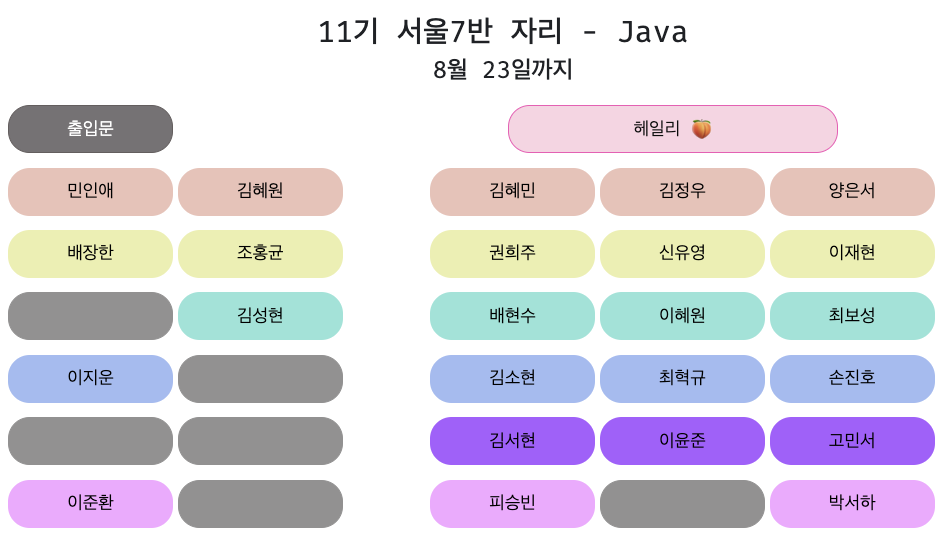 11기 서울7반 자리 - Java
8월 23일까지
출입문 헤일리 🍑
민인애 김혜원 김혜민 김정우 양은서
배장한 조홍균 권희주 신유영 이재현
김성현 배현수 이혜원 최보성
이지운 김소현 최혁규 손진호
김서현 이윤준 고민서
이준환 피승빈 박서하